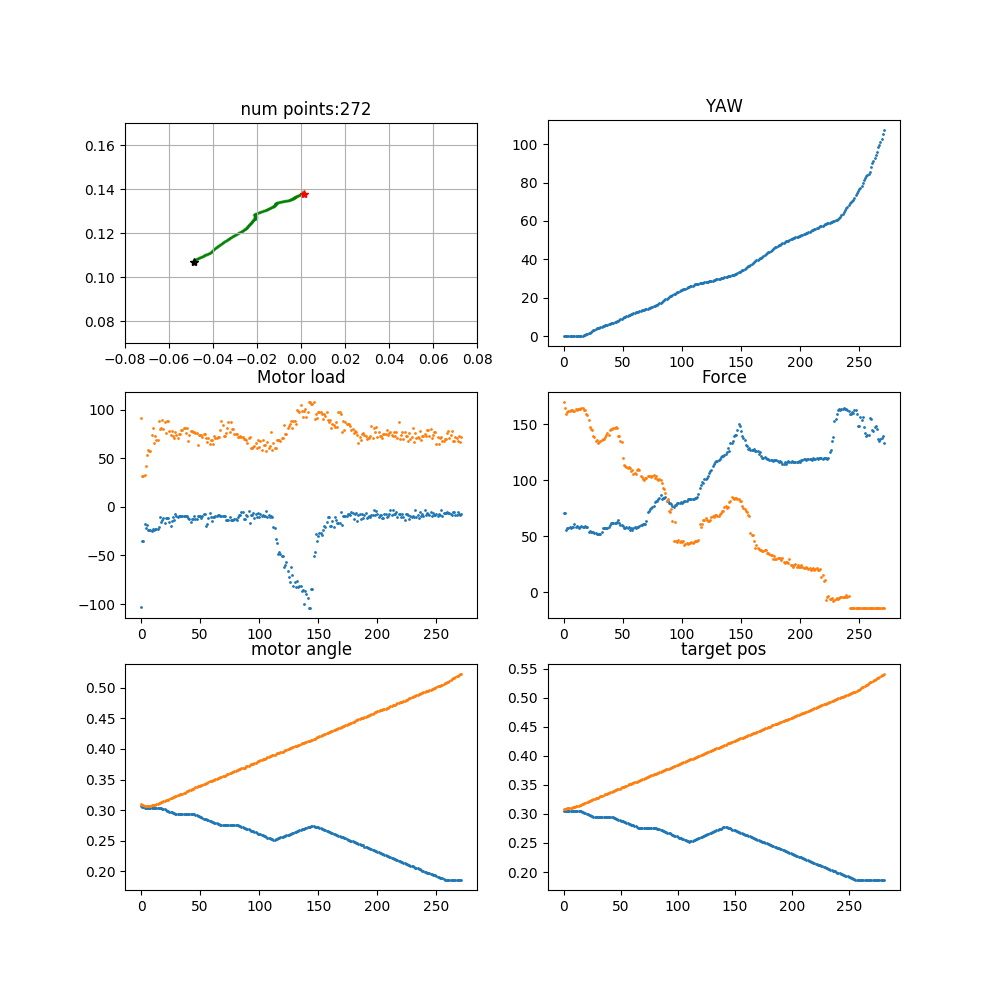 num points:272
0.16
0.14
0.12
0.10
0.08
−0.08 −0.06 −0.04 −0.02 0.00 0.02 0.04 0.06 0.08
YAW
100
80
60
40
20
0
0 50 100 150 200 250
Motor load
100
50
0
−50
−100
0 50 100 150 200 250
Force
150
100
50
0
0 50 100 150 200 250
motor angle
0.50
0.45
0.40
0.35
0.30
0.25
0.20
0 50 100 150 200 250
target pos
0.55
0.50
0.45
0.40
0.35
0.30
0.25
0.20
0 50 100 150 200 250